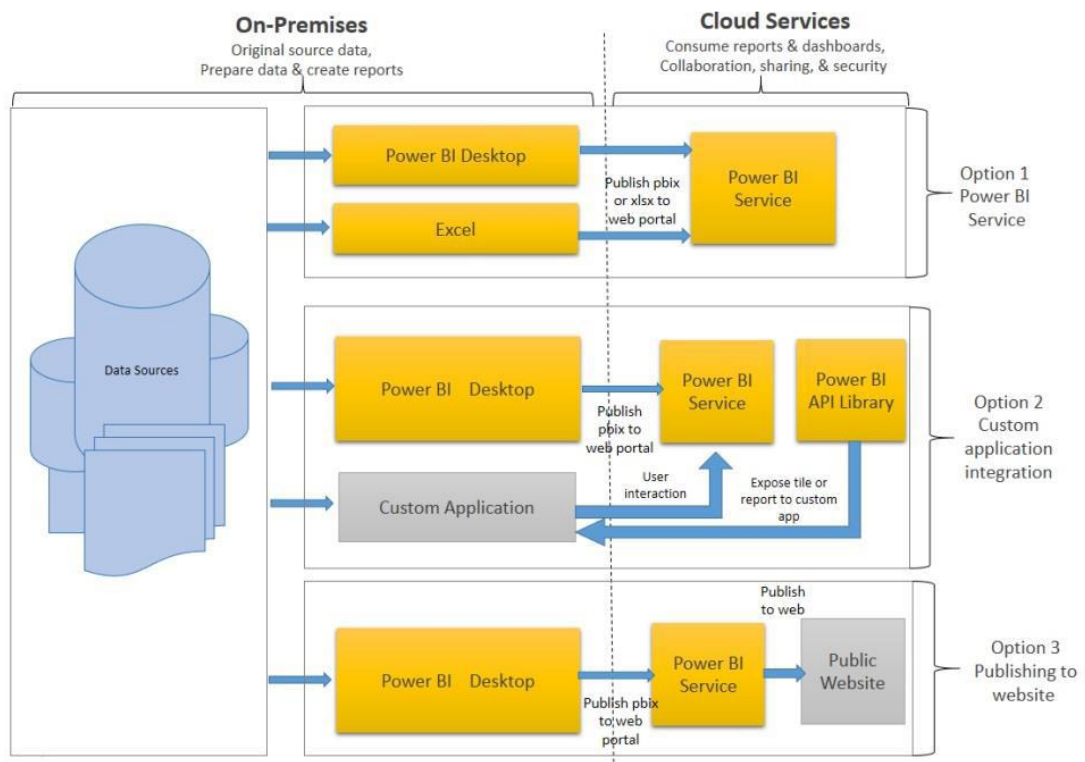 On-Premises
Original source data,
Prepare data & create reports
Cloud Services
Consume reports & dashboards,
Collaboration, sharing, & security
Data Sources
Power BI Desktop
Excel
Publish pbix
or xlsx to
web portal
Power BI
Service
Option 1
Power BI
Service
Power BI Desktop
Publish
pbix to
web portal
Power BI
Service
Power BI
API Library
Custom Application
User
interaction
Expose tile or
report to custom
app
Option 2
Custom
application
integration
Power BI Desktop
Publish pbix
to web
portal
Power BI
Service
Publish
to web
Public
Website
Option 3
Publishing to
website